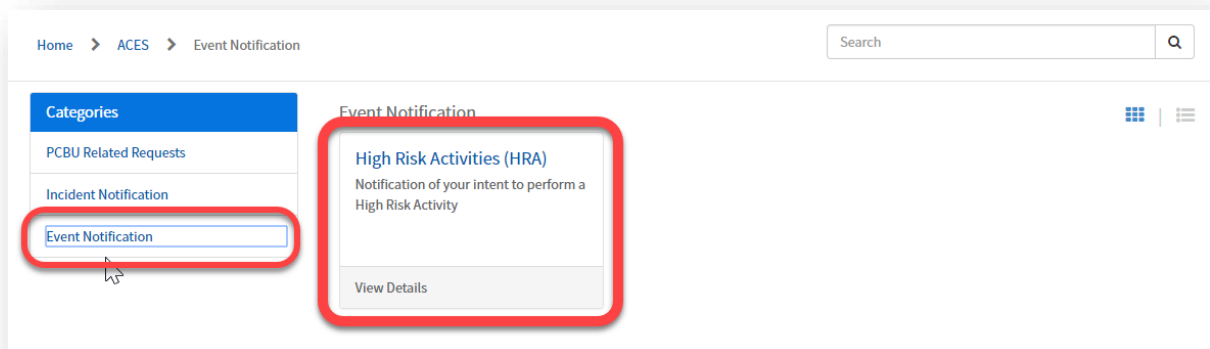 Home > ACES > Event Notification
Search
Categories
PCBU Related Requests
Incident Notification
Event Notification
Event Notification
High Risk Activities (HRA)
Notification of your intent to perform a
High Risk Activity
View Details